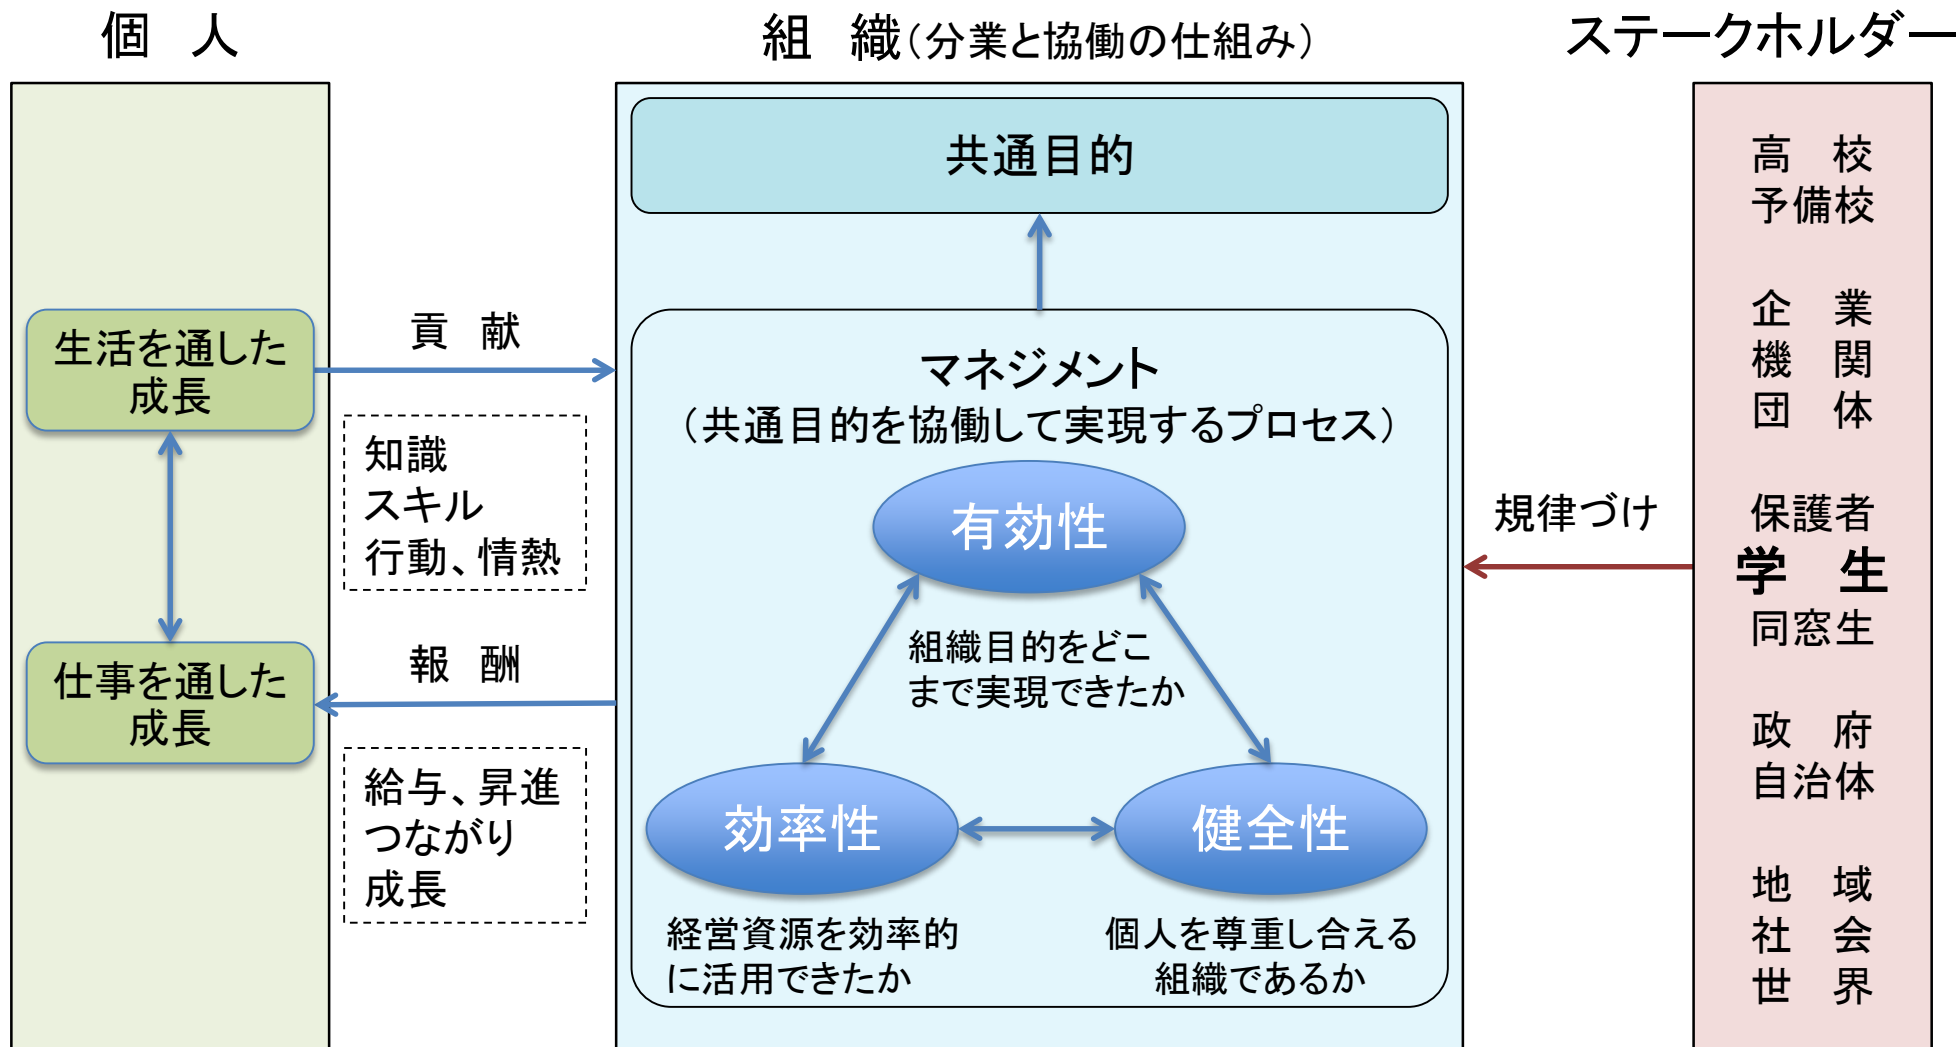 個　人
生活を通した
成長
仕事を通した
成長
貢　献
知識
スキル
行動、情熱
報　酬
給与、昇進
つながり
成長
組　織（分業と協働の仕組み）
共通目的
マネジメント
（共通目的を協働して実現するプロセス）
有効性
組織目的をどこ
まで実現できたか
効率性
健全性
経営資源を効率的
に活用できたか
個人を尊重し合える
組織であるか
規律づけ
ステークホルダー
高　校
予備校
企　業
機　関
団　体
保護者
学　生
同窓生
政　府
自治体
地　域
社　会
世　界